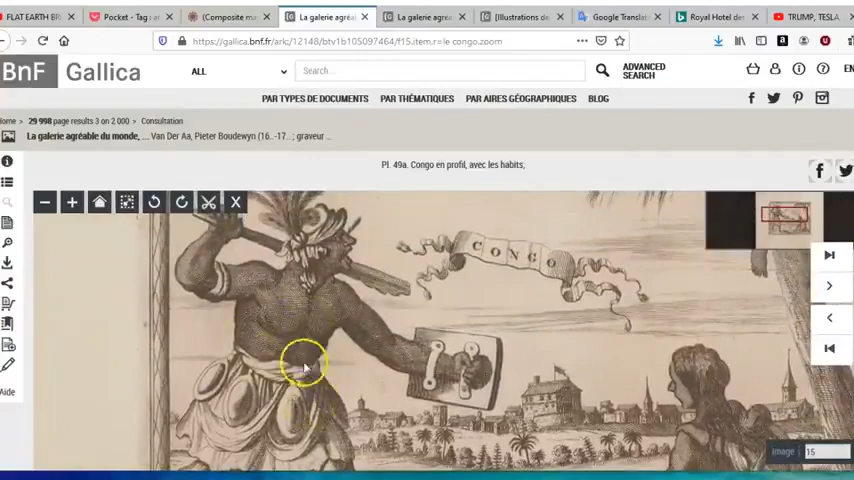 FLAT EARTH BR
Pocket - Tag : at
(Composite ma
La galerie agréal
La galerie agréa
[Illustrations de
Google Translat
Royal Hotel des
TRUMP, TESLA
https://gallica.bnf.fr/ark:/12148/btv1b105097464/f15.item.r=le congo.zoom
BnF Gallica
ALL
Search...
ADVANCED
SEARCH
EN
PAR TYPES DE DOCUMENTS
PAR THÉMATIQUES
PAR AIRES GÉOGRAPHIQUES
BLOG
Home > 29 998 page results 3 on 2 000 > Consultation
La galerie agréable du monde, .... Van Der Aa, Pieter Boudewyn (16..-17.. ; graveur ...
Pl. 49a. Congo en profil, avec les habits;
CONGO
Aide
Image
15